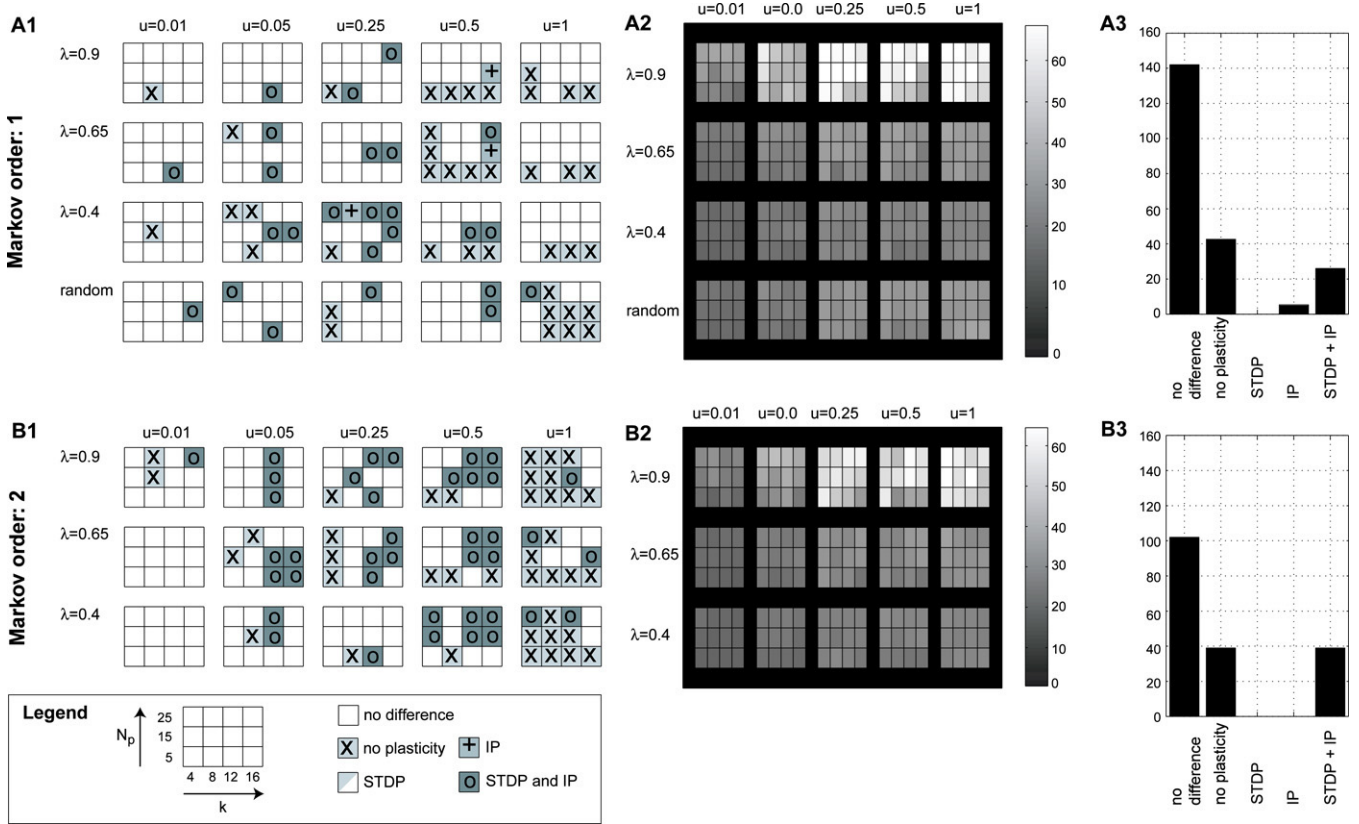 A1
u=0.01 u=0.05 u=0.25 u=0.5 u=1
Markov order: 1
λ=0.9
O
+
X O X O X X X X X X X X
X
λ=0.65
X O X O
O O X +
O O X X X X X X X
λ=0.4
X X O + O O
X O O O O O
X X O X X X X X X
random
O O O O X
O X O X X X
O X X X X
A2
u=0.01 u=0.0 u=0.25 u=0.5 u=1
λ=0.9
λ=0.65
λ=0.4
random
60
50
40
30
20
10
0
A3
160
140
120
100
80
60
40
20
0
no difference
no plasticity
STDP
IP
STDP + IP
B1
u=0.01 u=0.05 u=0.25 u=0.5 u=1
Markov order: 2
λ=0.9
X O O O O O O X X X
X O O O O O X X O
O X O X X X X X X
λ=0.65
X X O O O O X
X O O X O O O O X O
O O X O X X X X X X X
λ=0.4
O O O O O X O
X O O O O X X X
X O X X X X X
B2
u=0.01 u=0.0 u=0.25 u=0.5 u=1
λ=0.9
λ=0.65
λ=0.4
60
50
40
30
20
10
0
B3
160
140
120
100
80
60
40
20
0
no difference
no plasticity
STDP
IP
STDP + IP
Legend
Np
25
15
5
4 8 12 16
k
no difference
X no plasticity
+ IP
STDP
O STDP and IP